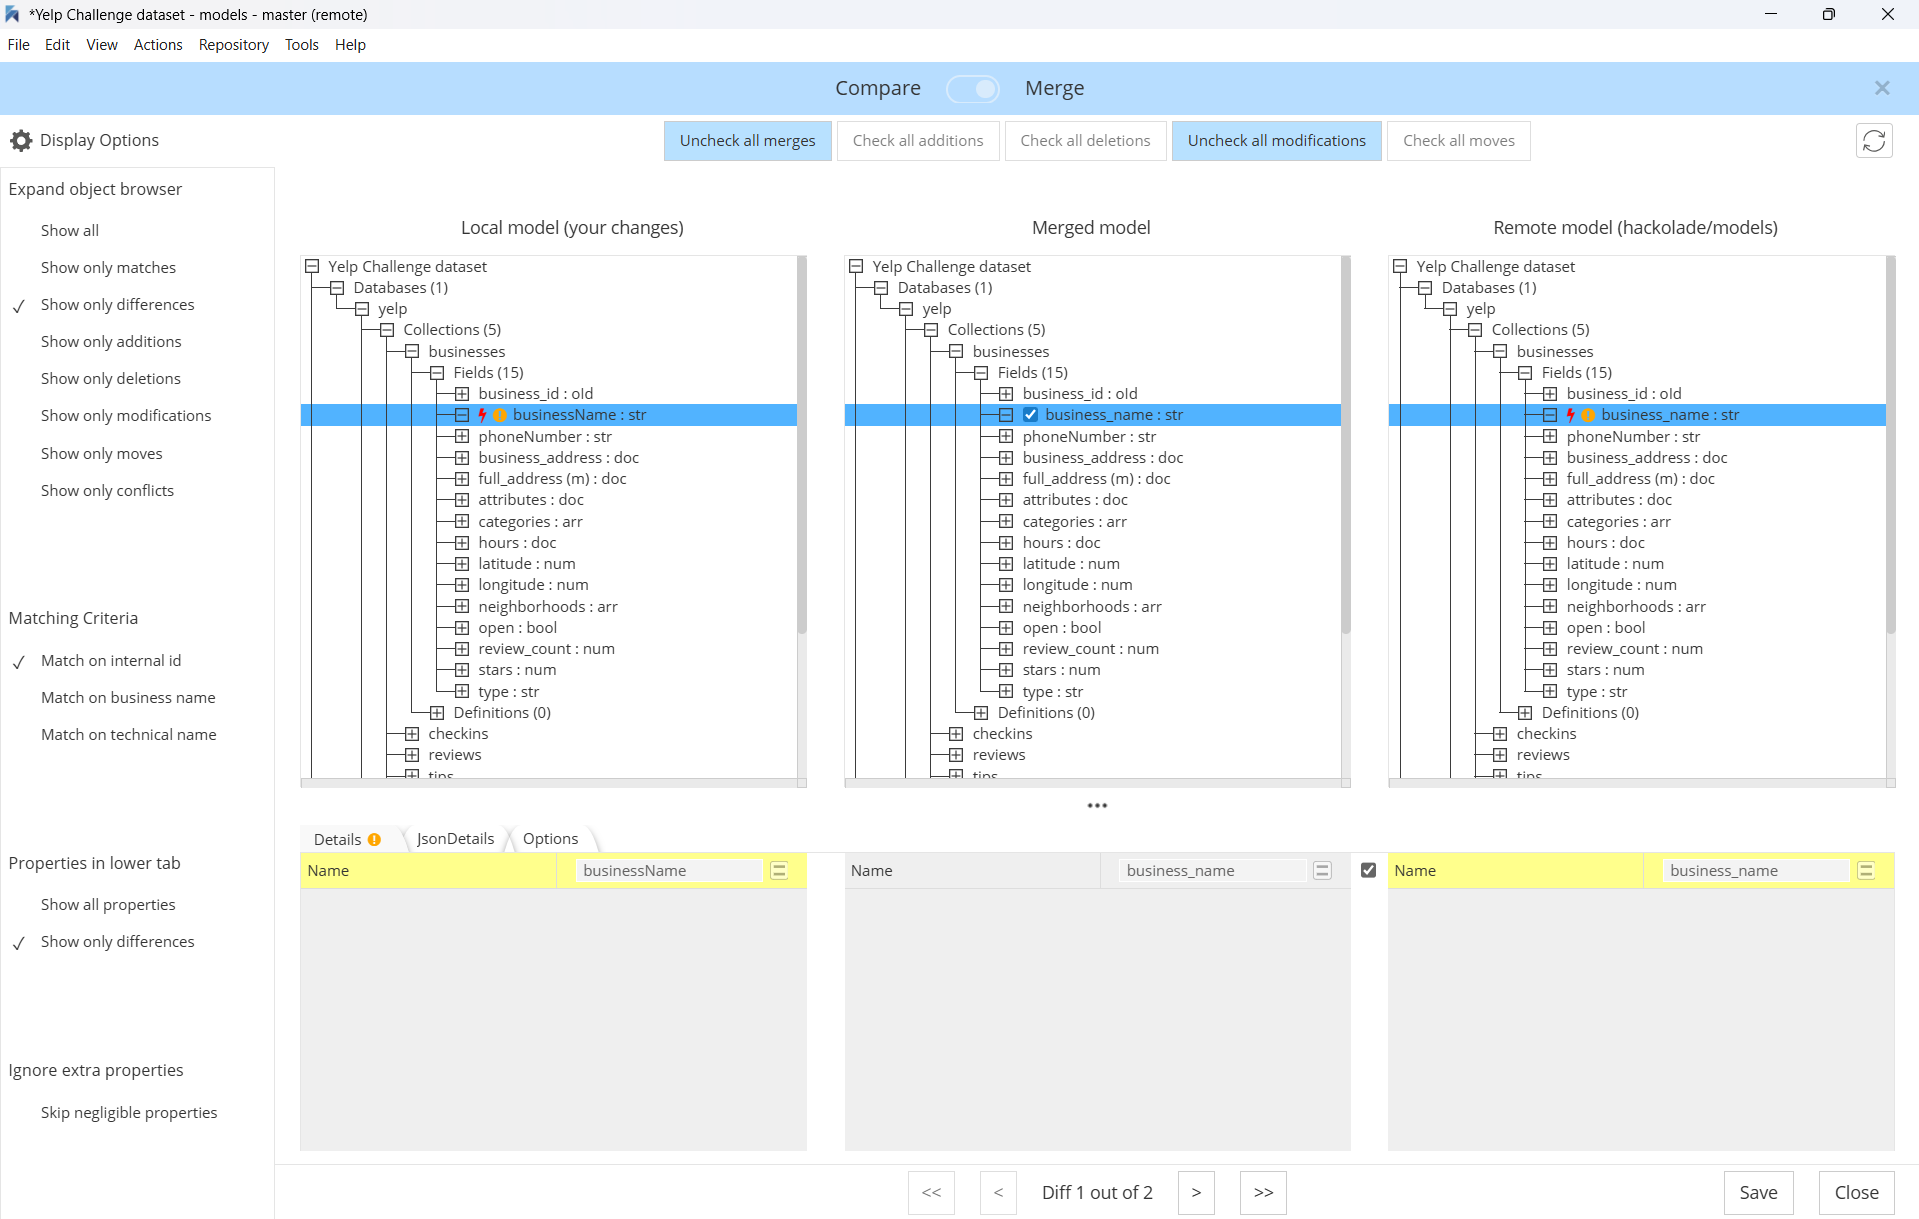 *Yelp Challenge dataset - models - master (remote)
File Edit View Actions Repository Tools Help
Compare Merge
Display Options
Uncheck all merges Check all additions Check all deletions Uncheck all modifications Check all moves
Expand object browser
Show all
Show only matches
Show only differences
Show only additions
Show only deletions
Show only modifications
Show only moves
Show only conflicts
Matching Criteria
Match on internal id
Match on business name
Match on technical name
Properties in lower tab
Show all properties
Show only differences
Ignore extra properties
Skip negligible properties
Local model (your changes)
Yelp Challenge dataset
Databases (1)
yelp
Collections (5)
businesses
Fields (15)
business_id : old
businessName : str
phoneNumber : str
business_address : doc
full_address (m) : doc
attributes : doc
categories : arr
hours : doc
latitude : num
longitude : num
neighborhoods : arr
open : bool
review_count : num
stars : num
type : str
Definitions (0)
checkins
reviews
tips
Merged model
Yelp Challenge dataset
Databases (1)
yelp
Collections (5)
businesses
Fields (15)
business_id : old
business_name : str
phoneNumber : str
business_address : doc
full_address (m) : doc
attributes : doc
categories : arr
hours : doc
latitude : num
longitude : num
neighborhoods : arr
open : bool
review_count : num
stars : num
type : str
Definitions (0)
checkins
reviews
tips
Remote model (hackolade/models)
Yelp Challenge dataset
Databases (1)
yelp
Collections (5)
businesses
Fields (15)
business_id : old
business_name : str
phoneNumber : str
business_address : doc
full_address (m) : doc
attributes : doc
categories : arr
hours : doc
latitude : num
longitude : num
neighborhoods : arr
open : bool
review_count : num
stars : num
type : str
Definitions (0)
checkins
reviews
tips
Details JsonDetails Options
Name businessName
Name business_name
Name business_name
<< < Diff 1 out of 2 > >>
Save Close